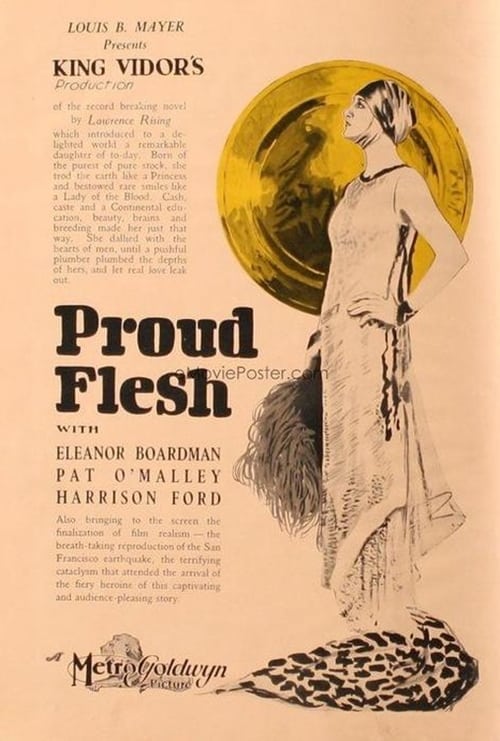 LOUIS B. MAYER
Presents
KING VIDOR'S
Production
of the record breaking novel
by Lawrence Rising
which introduced to a de-
lighted world a remarkable
daughter of to-day. Born of
the purest of pure stock, she
trod the earth like a Princess
and bestowed rare smiles like
a Lady of the Blood. Cash,
caste and a Continental edu-
cation, beauty, brains and
breeding made her just that
way. She dallied with the
hearts of men, until a pushful
plumber plumbed the depths
of hers, and let real love leak
out.
Proud
Flesh
eMoviePoster.com
WITH
ELEANOR BOARDMAN
PAT O'MALLEY
HARRISON FORD
Also bringing to the screen the
finalization of film realism — the
breath-taking reproduction of the San
Francisco earthquake, the terrifying
cataclysm that attended the arrival of
the fiery heroine of this captivating
and audience-pleasing story.
A Metro Goldwyn
Picture